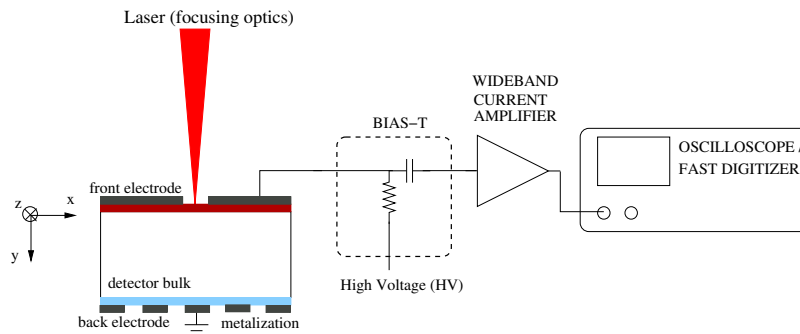 Laser (focusing optics)
WIDEBAND
CURRENT
AMPLIFIER
BIAS−T
OSCILLOSCOPE /
FAST DIGITIZER
front electrode
z
x
y
High Voltage (HV)
detector bulk
back electrode
metalization